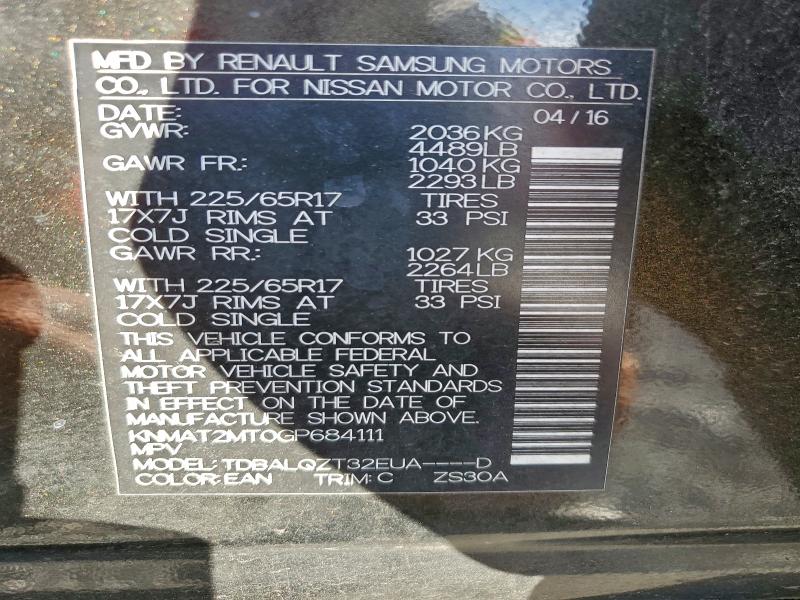 MFD BY RENAULT SAMSUNG MOTORS
CO., LTD. FOR NISSAN MOTOR CO., LTD.
DATE: 04/16
GVWR: 2036KG
4489LB
GAWR FR.: 1040KG
2293LB
WITH 225/65R17 TIRES
17X7J RIMS AT 33 PSI
COLD SINGLE
GAWR RR.: 1027 KG
2264LB
WITH 225/65R17 TIRES
17X7J RIMS AT 33 PSI
COLD SINGLE
THIS VEHICLE CONFORMS TO
ALL APPLICABLE FEDERAL
MOTOR VEHICLE SAFETY AND
THEFT PREVENTION STANDARDS
IN EFFECT ON THE DATE OF
MANUFACTURE SHOWN ABOVE.
KNMAT2MT0GP684111
MPV
MODEL: TDBALQZT32EUA----D
COLOR:EAN TRIM:C ZS30A